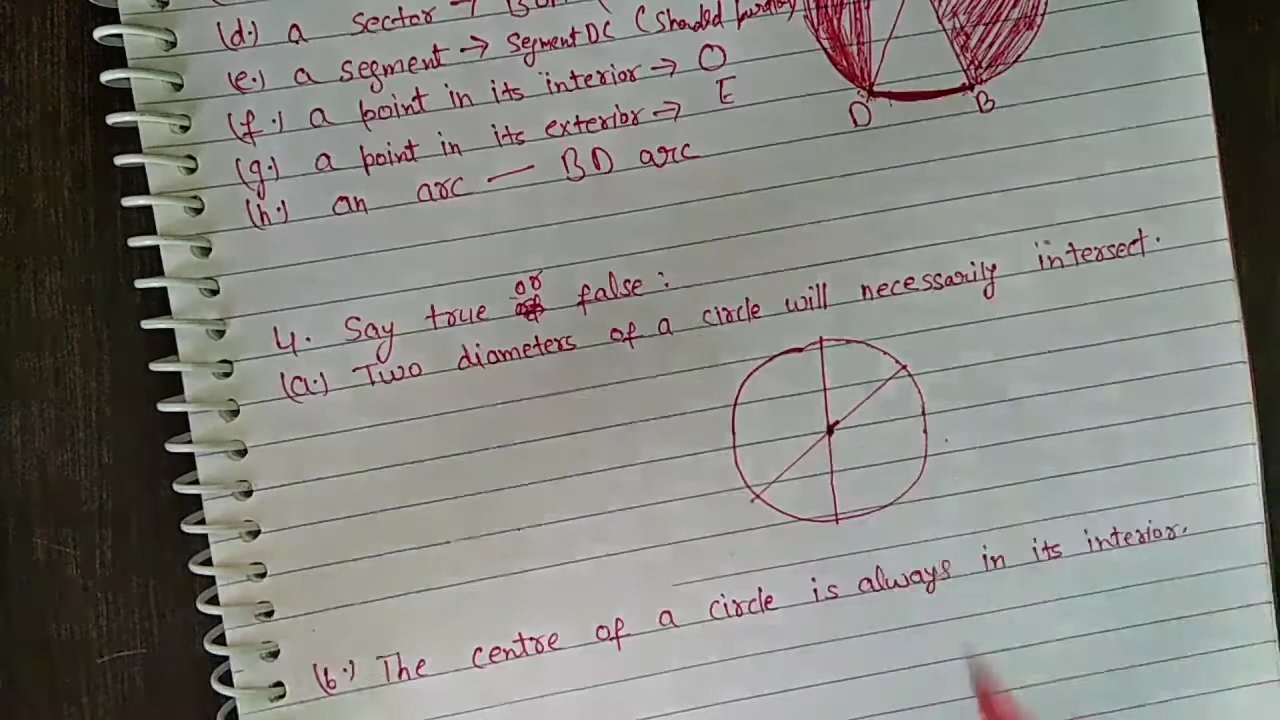 (d.) a sector →
(e.) a segment → Segment DC (Shaded portion)
(f.) a point in its interior → O
(g.) a point in its exterior → E
(h.) an arc — BD arc
D B
4. Say true or false :
(a.) Two diameters of a circle will necessarily intersect.
(b.) The centre of a circle is always in its interior.